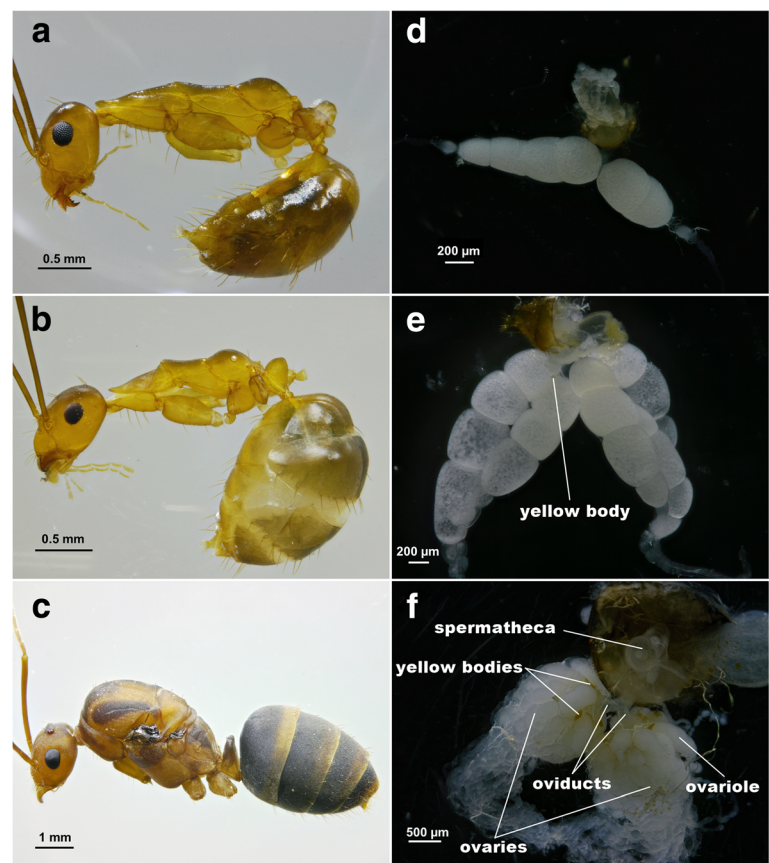 a
0.5 mm
d
200 µm
b
0.5 mm
e
yellow body
200 µm
c
1 mm
f
spermatheca
yellow bodies
oviducts
ovariole
500 µm
ovaries